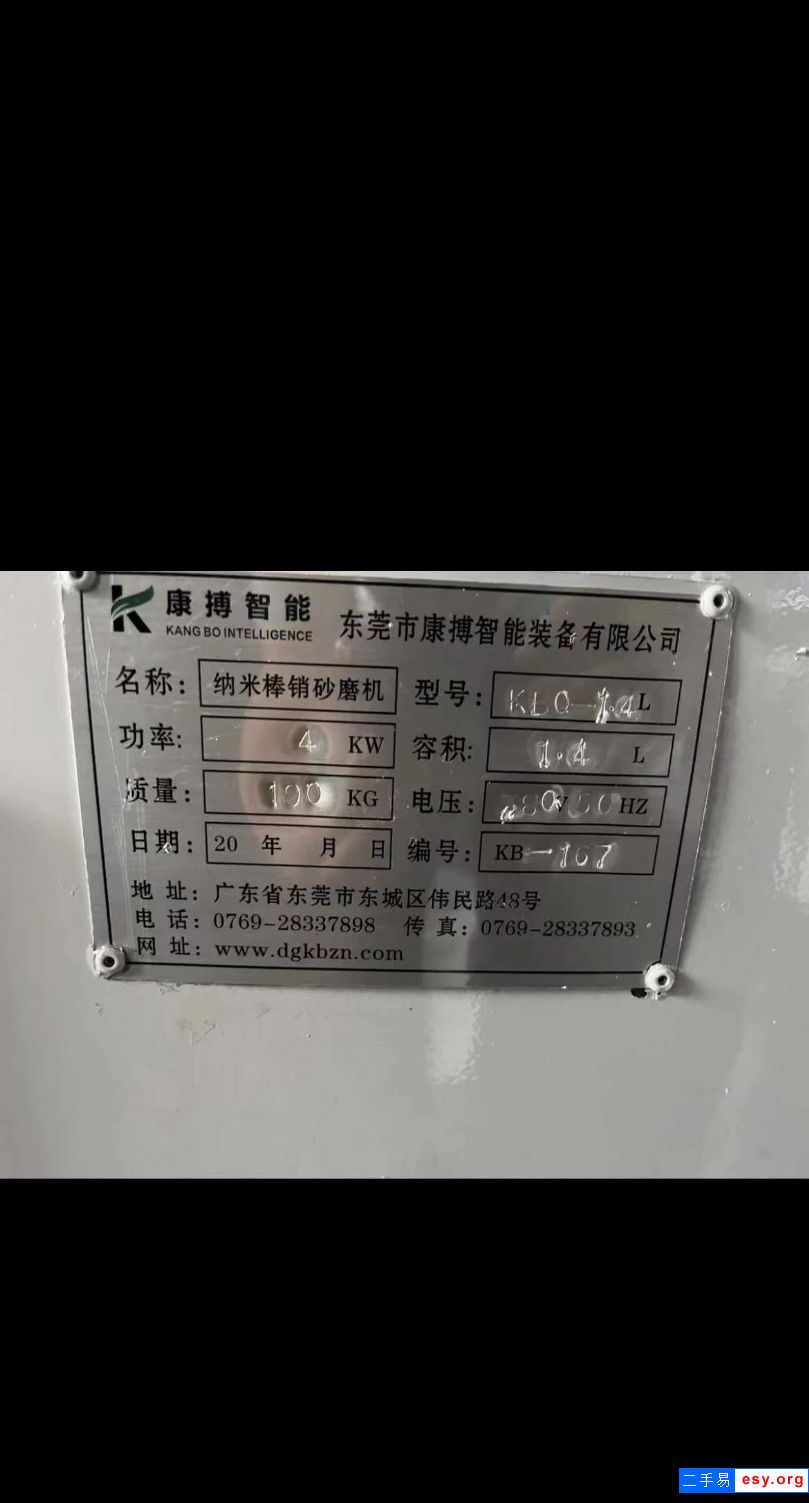 康搏智能
KANG BO INTELLIGENCE
东莞市康搏智能装备有限公司
名称: 纳米棒销砂磨机 型号: 1.4L
功率: 4 KW 容积: 1.4 L
质量: 190 KG 电压: 380V 50HZ
日期: 20 年 月 日 编号: KB-167
地 址: 广东省东莞市东城区伟民路48号
电 话: 0769-28337898 传 真: 0769-28337893
网 址: www.dgkbzn.com
二手易 esy.org